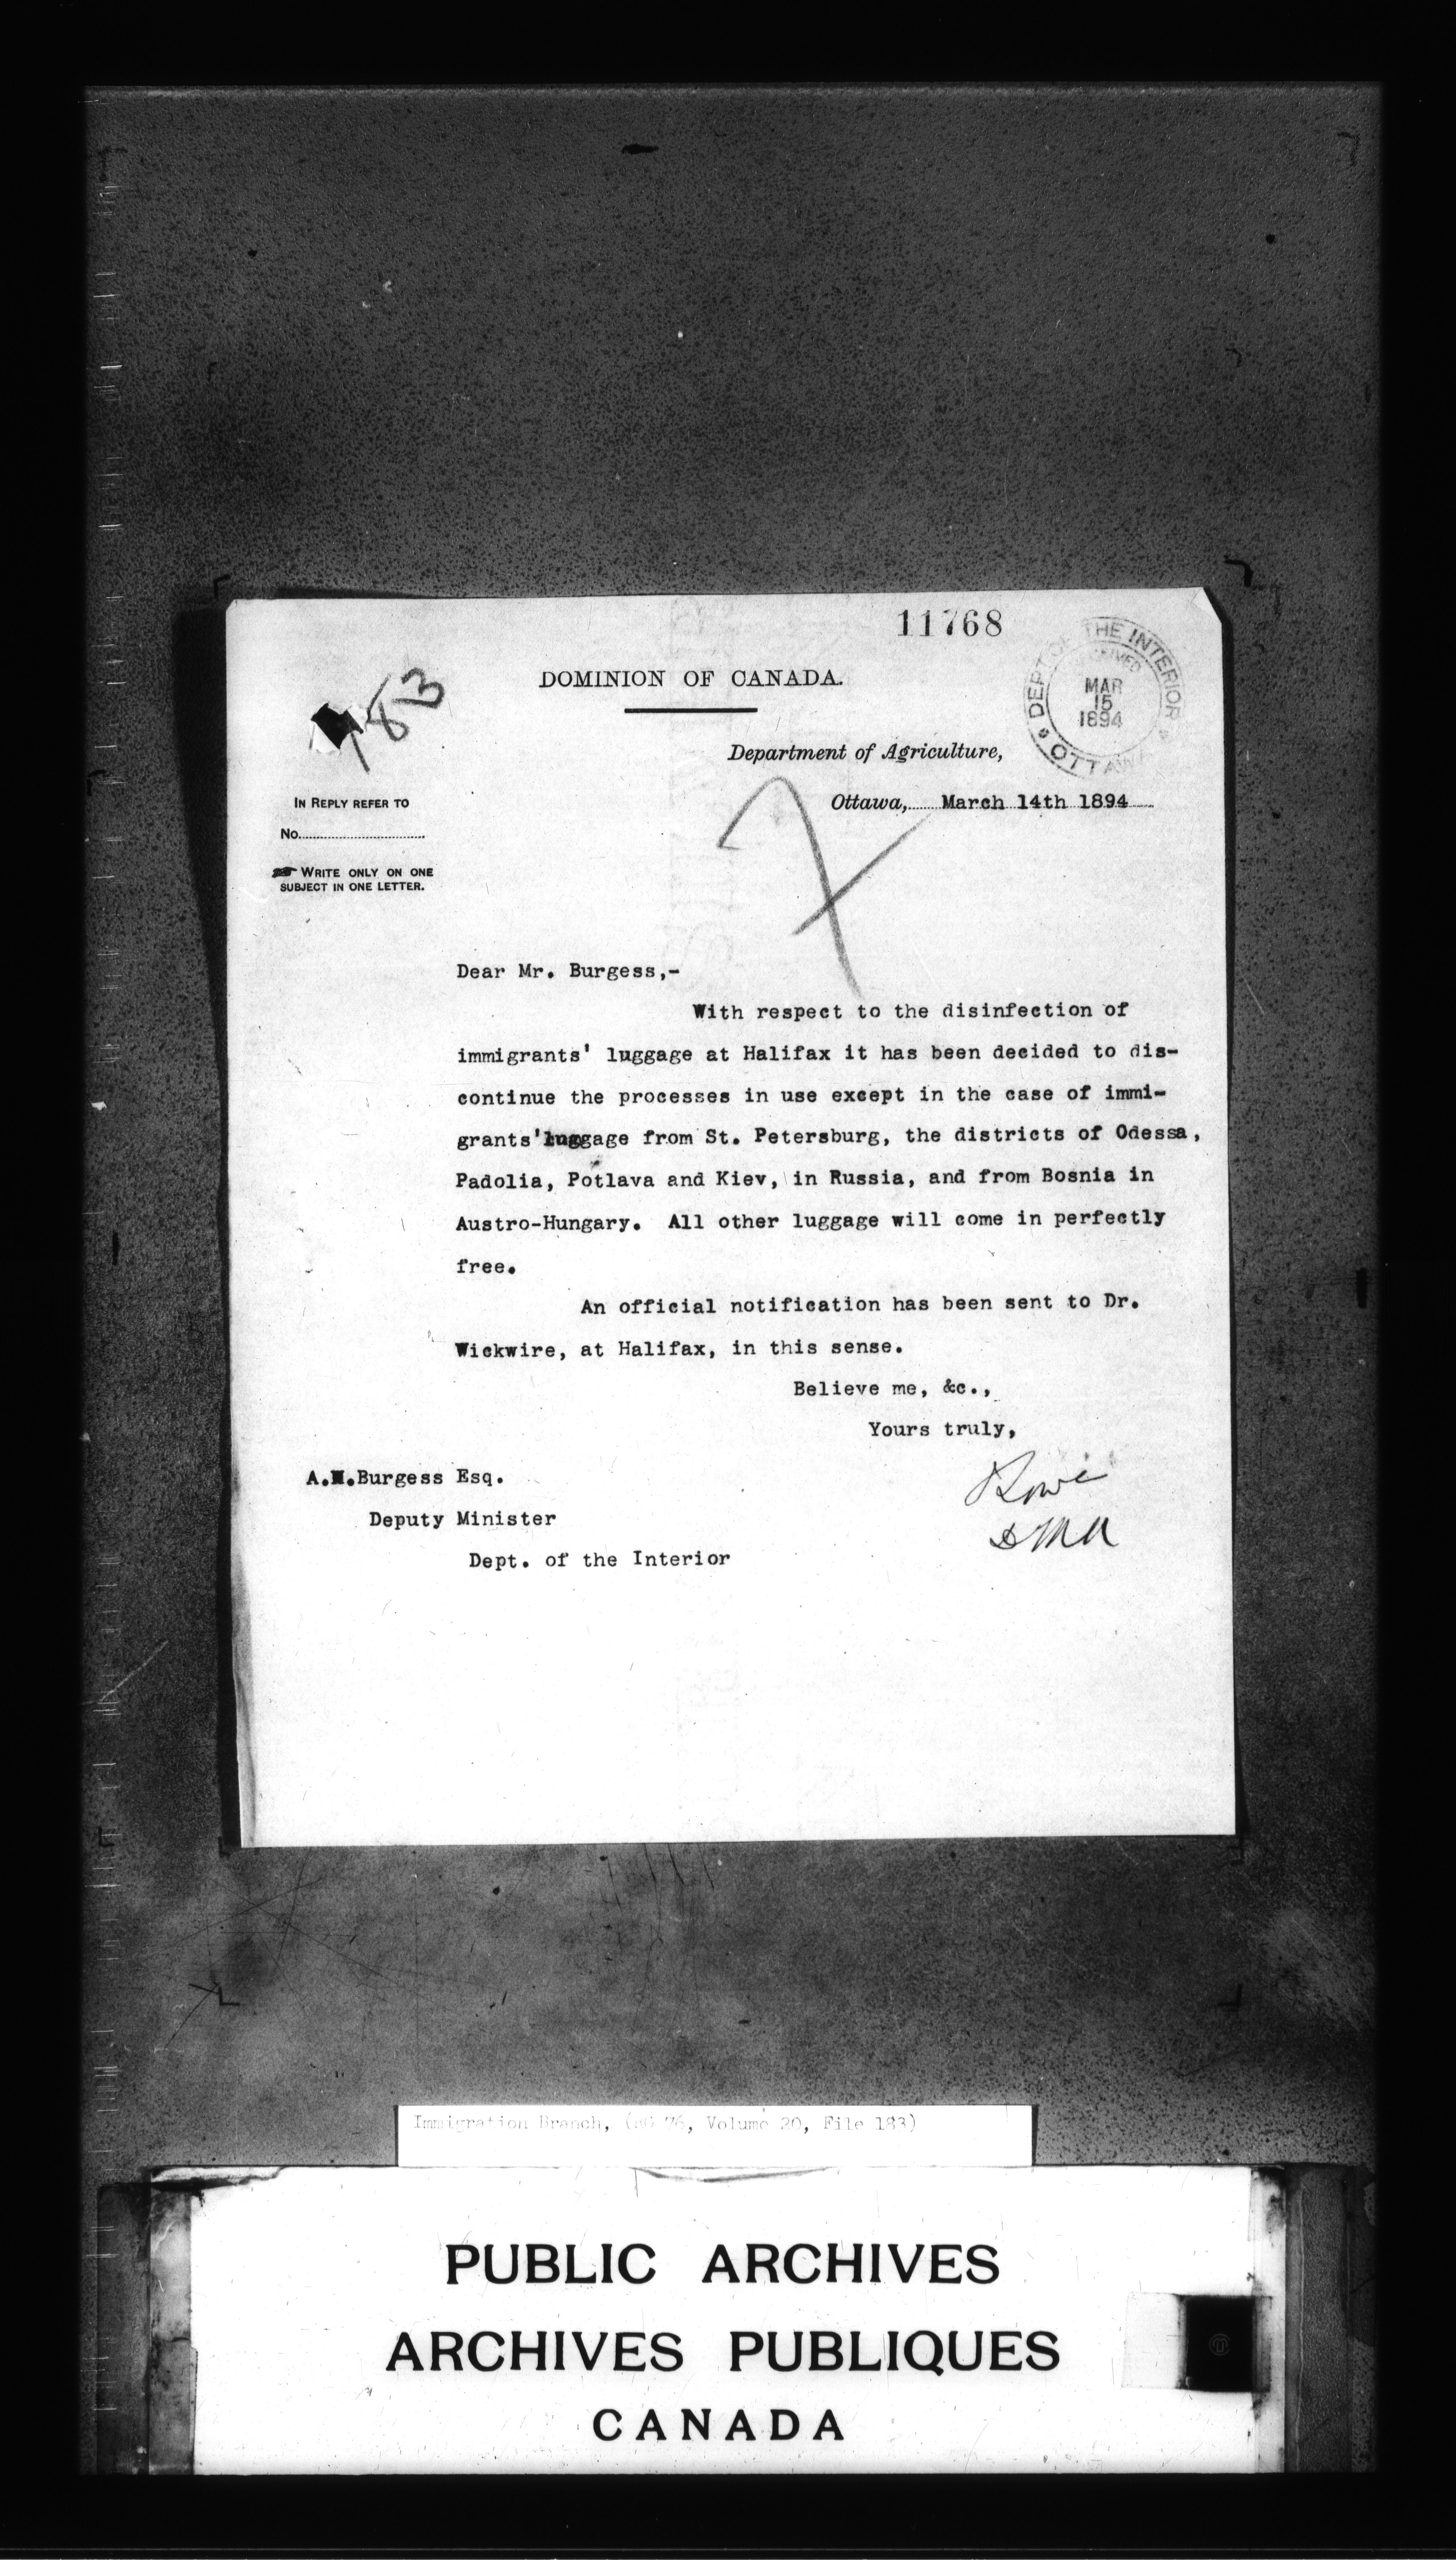 11768
DEPT OF THE INTERIOR
RECEIVED
MAR
15
1894
OTTAWA
183
DOMINION OF CANADA.
Department of Agriculture,
Ottawa, March 14th 1894
IN REPLY REFER TO
No.
WRITE ONLY ON ONE
SUBJECT IN ONE LETTER.
Dear Mr. Burgess,-
With respect to the disinfection of
immigrants' luggage at Halifax it has been decided to dis-
continue the processes in use except in the case of immi-
grants'luggage from St. Petersburg, the districts of Odessa,
Padolia, Potlava and Kiev, in Russia, and from Bosnia in
Austro-Hungary. All other luggage will come in perfectly
free.
An official notification has been sent to Dr.
Wickwire, at Halifax, in this sense.
Believe me, &c.,
Yours truly,
A.M.Burgess Esq.
Deputy Minister
Dept. of the Interior
Immigration Branch, (RG 76, Volume 20, File 183)
PUBLIC ARCHIVES
ARCHIVES PUBLIQUES
CANADA